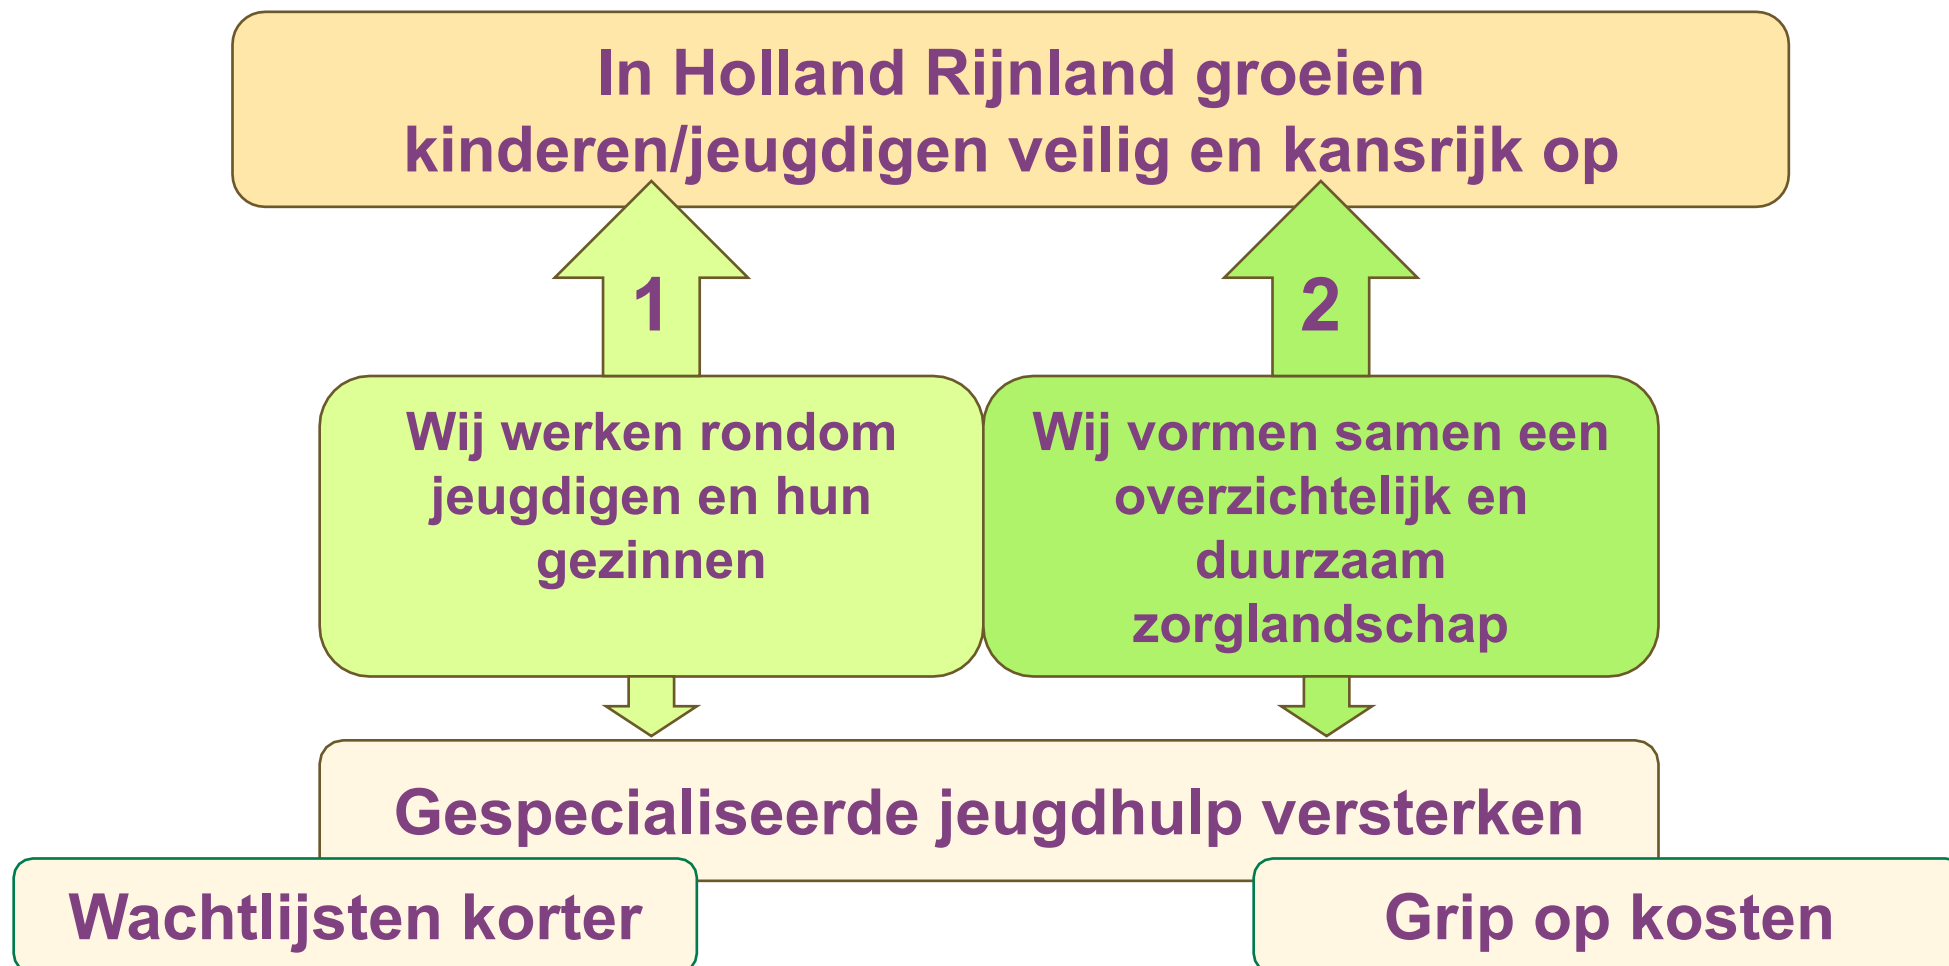 In Holland Rijnland groeien
kinderen/jeugdigen veilig en kansrijk op
1
2
Wij werken rondom
jeugdigen en hun
gezinnen
Wij vormen samen een
overzichtelijk en
duurzaam
zorglandschap
Gespecialiseerde jeugdhulp versterken
Wachtlijsten korter
Grip op kosten